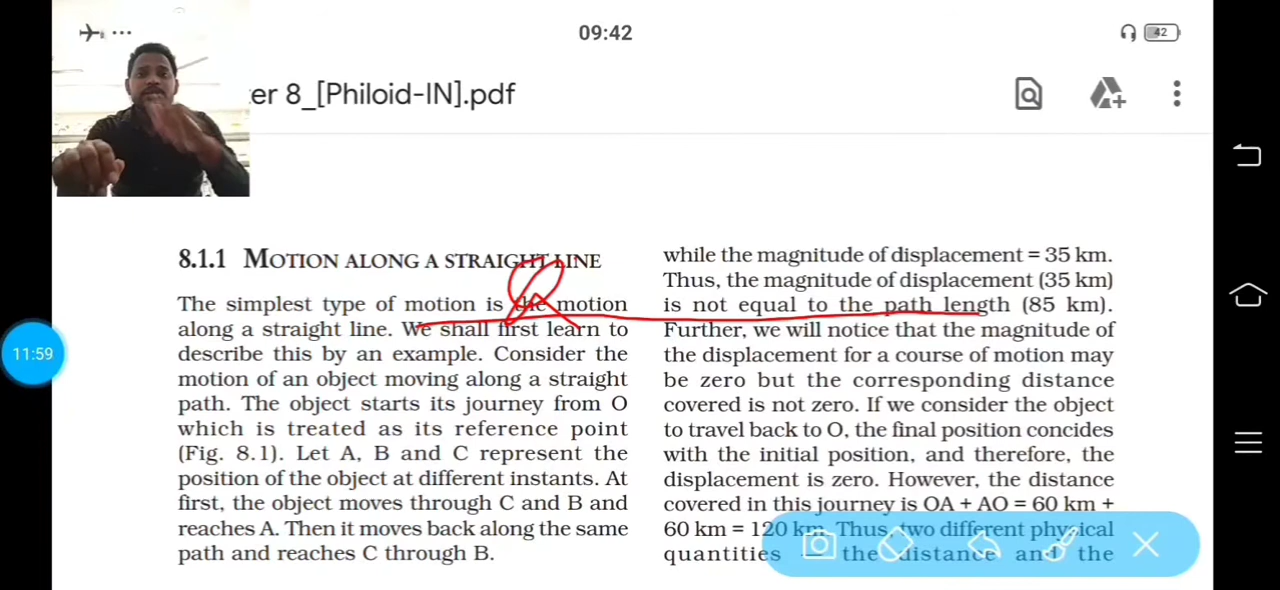 09:42
42
er 8_[Philoid-IN].pdf
11:59
8.1.1 MOTION ALONG A STRAIGHT LINE
The simplest type of motion is the motion
along a straight line. We shall first learn to
describe this by an example. Consider the
motion of an object moving along a straight
path. The object starts its journey from O
which is treated as its reference point
(Fig. 8.1). Let A, B and C represent the
position of the object at different instants. At
first, the object moves through C and B and
reaches A. Then it moves back along the same
path and reaches C through B.
while the magnitude of displacement = 35 km.
Thus, the magnitude of displacement (35 km)
is not equal to the path length (85 km).
Further, we will notice that the magnitude of
the displacement for a course of motion may
be zero but the corresponding distance
covered is not zero. If we consider the object
to travel back to O, the final position concides
with the initial position, and therefore, the
displacement is zero. However, the distance
covered in this journey is OA + AO = 60 km +
60 km = 120 km. Thus, two different physical
quantities — the distance and the